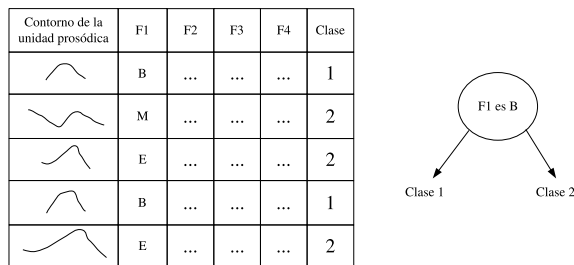 Contorno de la
unidad prosódica
F1 F2 F3 F4 Clase
B ... ... ... 1
M ... ... ... 2
E ... ... ... 2
B ... ... ... 1
E ... ... ... 2
F1 es B
Clase 1 Clase 2